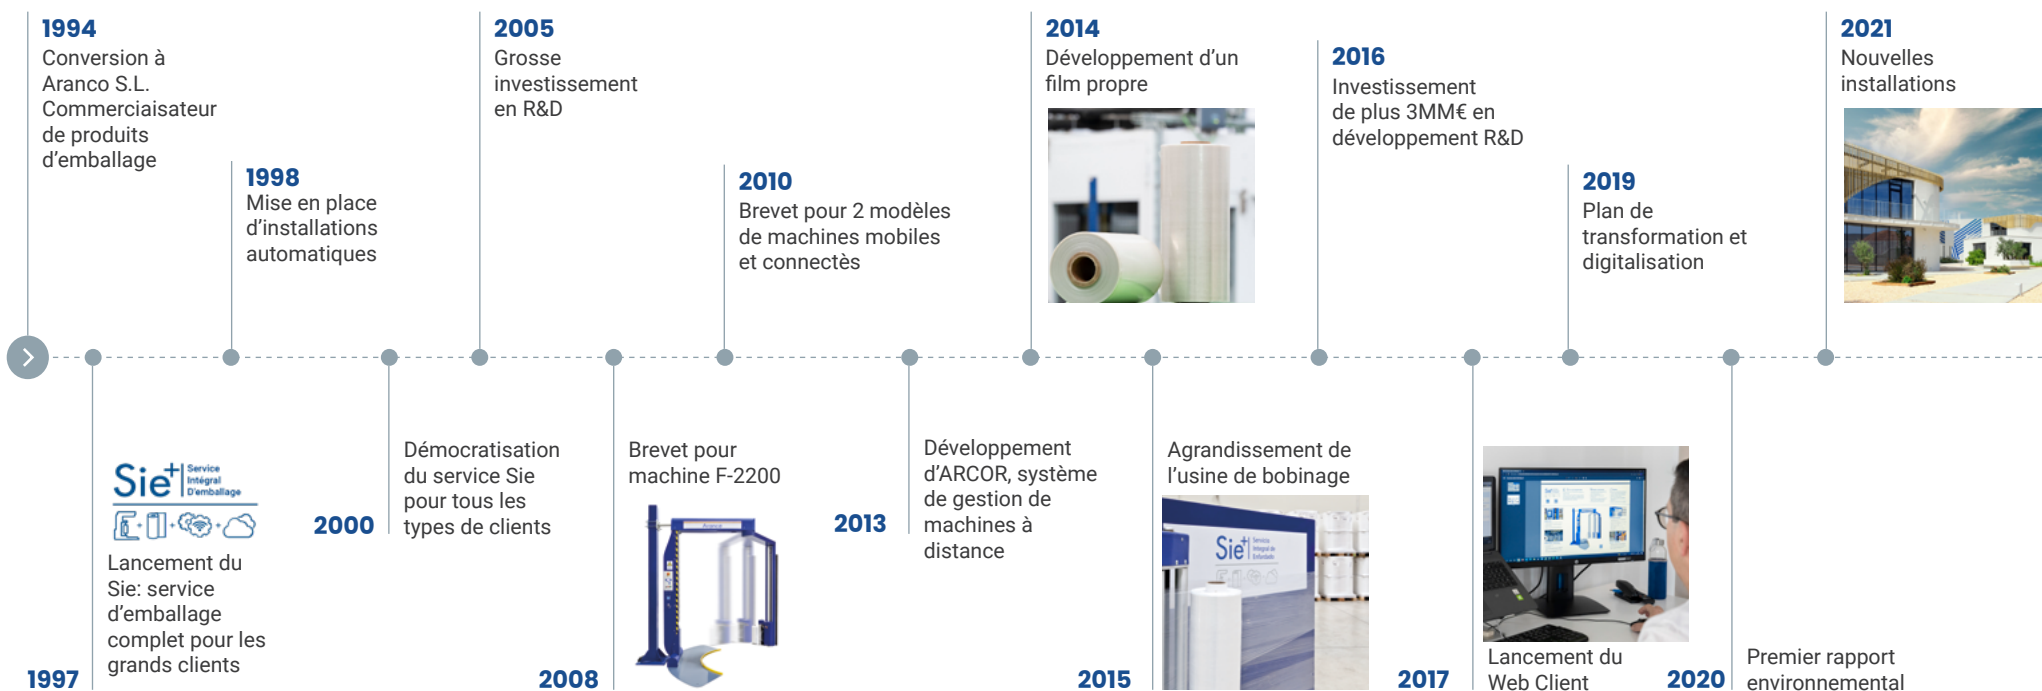 1994
Conversion à
Aranco S.L.
Commerciaisateur
de produits
d'emballage
1998
Mise en place
d'installations
automatiques
2005
Grosse
investissement
en R&D
2010
Brevet pour 2 modèles
de machines mobiles
et connectès
2014
Développement d'un
film propre
2016
Investissement
de plus 3MM€ en
développement R&D
2019
Plan de
transformation et
digitalisation
2021
Nouvelles
installations
Sie+
Service
Intégral
D'emballage
Lancement du
Sie: service
d'emballage
complet pour les
grands clients
1997
2000
Démocratisation
du service Sie
pour tous les
types de clients
Brevet pour
machine F-2200
Aranco
2008
2013
Développement
d'ARCOR, système
de gestion de
machines à
distance
Agrandissement de
l'usine de bobinage
Sie+
Servicio
Integral de
Enfardado
2015
2017
Lancement du
Web Client
2020
Premier rapport
environnemental